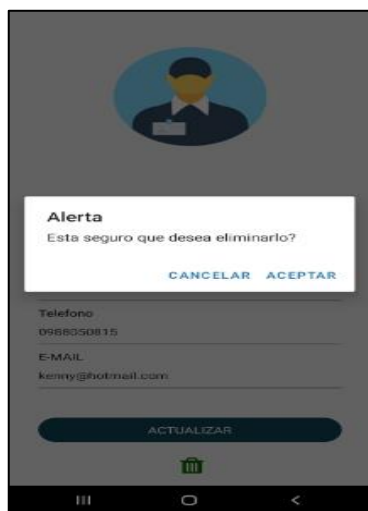 Alerta
Esta seguro que desea eliminarlo?
CANCELAR ACEPTAR
Telefono
0988350815
E-MAIL
kenny@hotmail.com
ACTUALIZAR